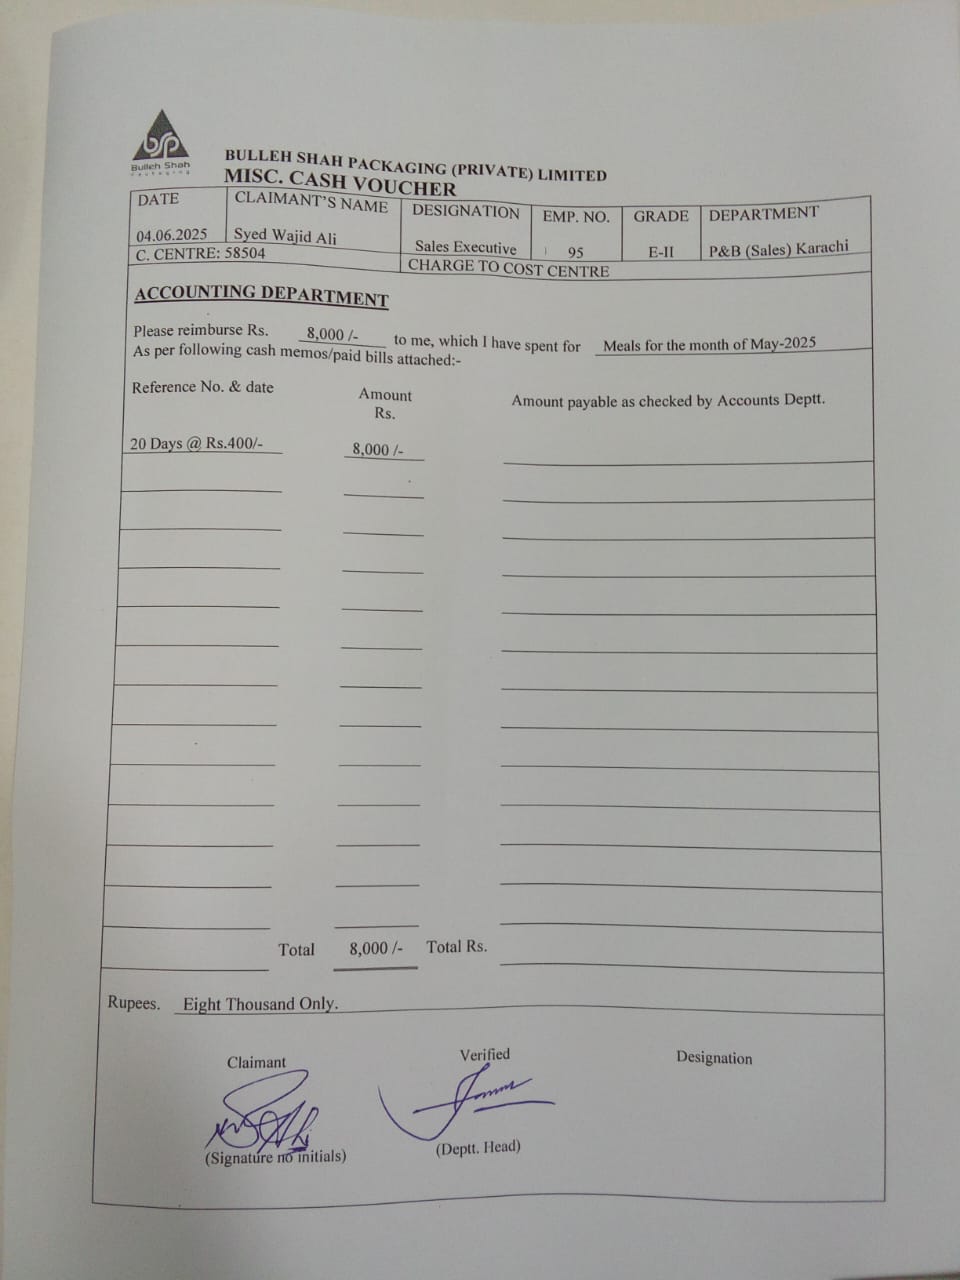 bsp
Bulleh Shah
Packaging
BULLEH SHAH PACKAGING (PRIVATE) LIMITED
MISC. CASH VOUCHER
DATE CLAIMANT'S NAME DESIGNATION EMP. NO. GRADE DEPARTMENT
04.06.2025 Syed Wajid Ali Sales Executive 95 E-II P&B (Sales) Karachi
C. CENTRE: 58504 CHARGE TO COST CENTRE
ACCOUNTING DEPARTMENT
Please reimburse Rs. 8,000 /- to me, which I have spent for Meals for the month of May-2025
As per following cash memos/paid bills attached:-
Reference No. & date Amount Amount payable as checked by Accounts Deptt.
Rs.
20 Days @ Rs.400/- 8,000 /-
Total 8,000 /- Total Rs.
Rupees. Eight Thousand Only.
Claimant Verified Designation
(Signature no initials) (Deptt. Head)